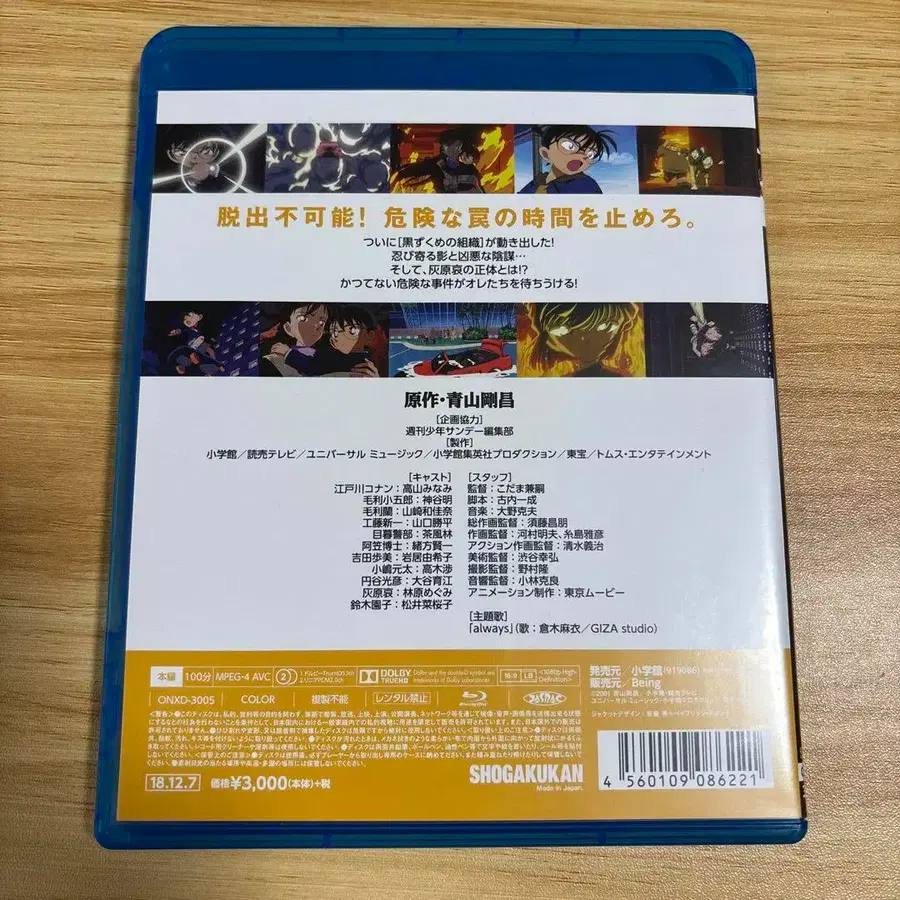 脱出不可能! 危険な罠の時間を止めろ。
ついに[黒ずくめの組織]が動き出した!
忍び寄る影と凶悪な陰謀…
そして、灰原哀の正体とは!?
かつてない危険な事件がオレたちを待ちうける!
原作・青山剛昌
[企画協力]
週刊少年サンデー編集部
[製作]
小学館/読売テレビ/ユニバーサル ミュージック/小学館集英社プロダクション/東宝/トムス・エンタテインメント
[キャスト]
江戸川コナン:高山みなみ
毛利小五郎:神谷明
毛利蘭:山崎和佳奈
工藤新一:山口勝平
目暮警部:茶風林
阿笠博士:緒方賢一
吉田歩美:岩居由希子
小嶋元太:高木渉
円谷光彦:大谷育江
灰原哀:林原めぐみ
鈴木園子:松井菜桜子
[スタッフ]
監督:こだま兼嗣
脚本:古内一成
音楽:大野克夫
総作画監督:須藤昌朋
作画監督:河村明夫、糸島雅彦
アクション作画監督:清水義治
美術監督:渋谷幸弘
撮影監督:野村隆
音響監督:小林克良
アニメーション制作:東京ムービー
[主題歌]
「always」(歌:倉木麻衣/GIZA studio)
本編 100分 MPEG-4 AVC 2 DOLBY TRUEHD 16:9 LB
発売元/小学館(919086)
販売元/Being
ONXD-3005 COLOR 複製不能 レンタル禁止 Blu-ray Disc JASRAC
18.12.7 価格¥3,000(本体)+税
SHOGAKUKAN
Made in Japan.
4 560109 086221